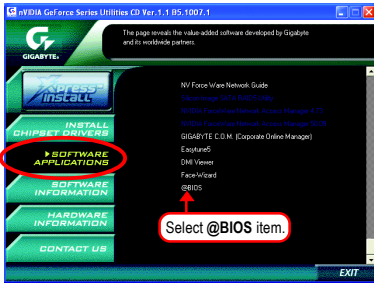 nVIDIA GeForce Series Utilities CD Ver.1.1 B5.1007.1
GIGABYTE
The page reveals the value-added software developed by Gigabyte
and its worldwide partners.
Xpress™
INSTALL
INSTALL
CHIPSET DRIVERS
SOFTWARE
APPLICATIONS
SOFTWARE
INFORMATION
HARDWARE
INFORMATION
CONTACT US
NV Force Ware Network Guide
GIGABYTE C.O.M. (Corporate Online Manager)
Easytune5
DMI Viewer
Face-Wizard
@BIOS
Select @BIOS item.
EXIT